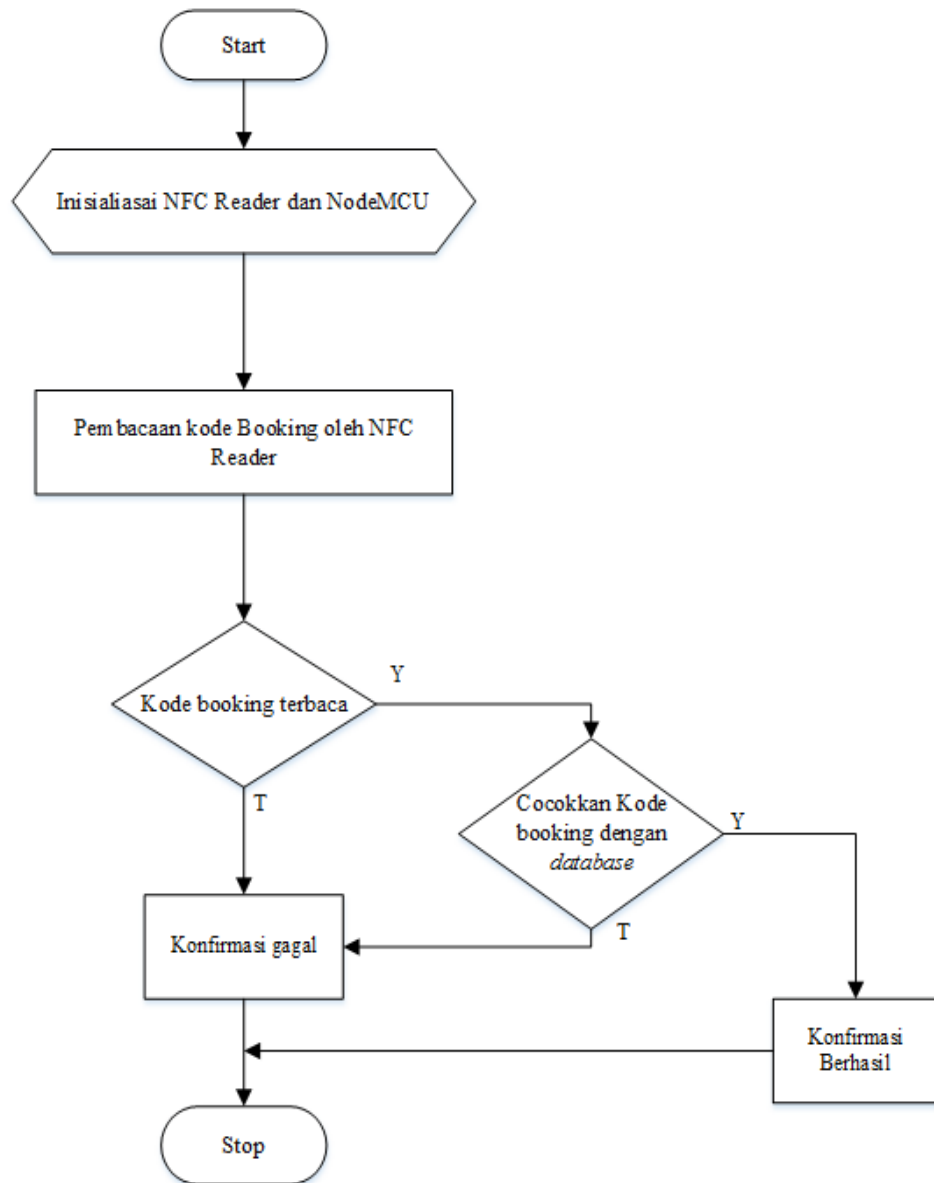 Start
Inisialiasai NFC Reader dan NodeMCU
Pembacaan kode Booking oleh NFC
Reader
Kode booking terbaca
Y
T
Cocokkan Kode
booking dengan
database
Y
T
Konfirmasi gagal
Konfirmasi
Berhasil
Stop